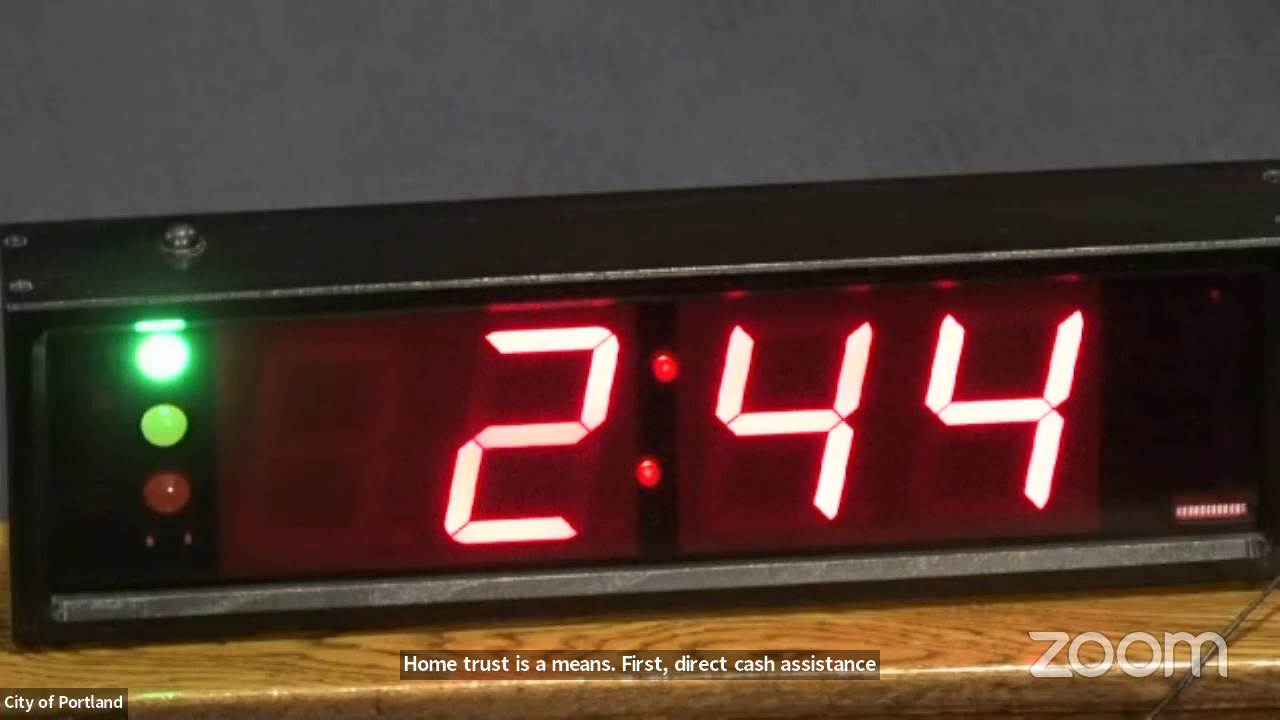 2:44
zoom
Home trust is a means. First, direct cash assistance
City of Portland